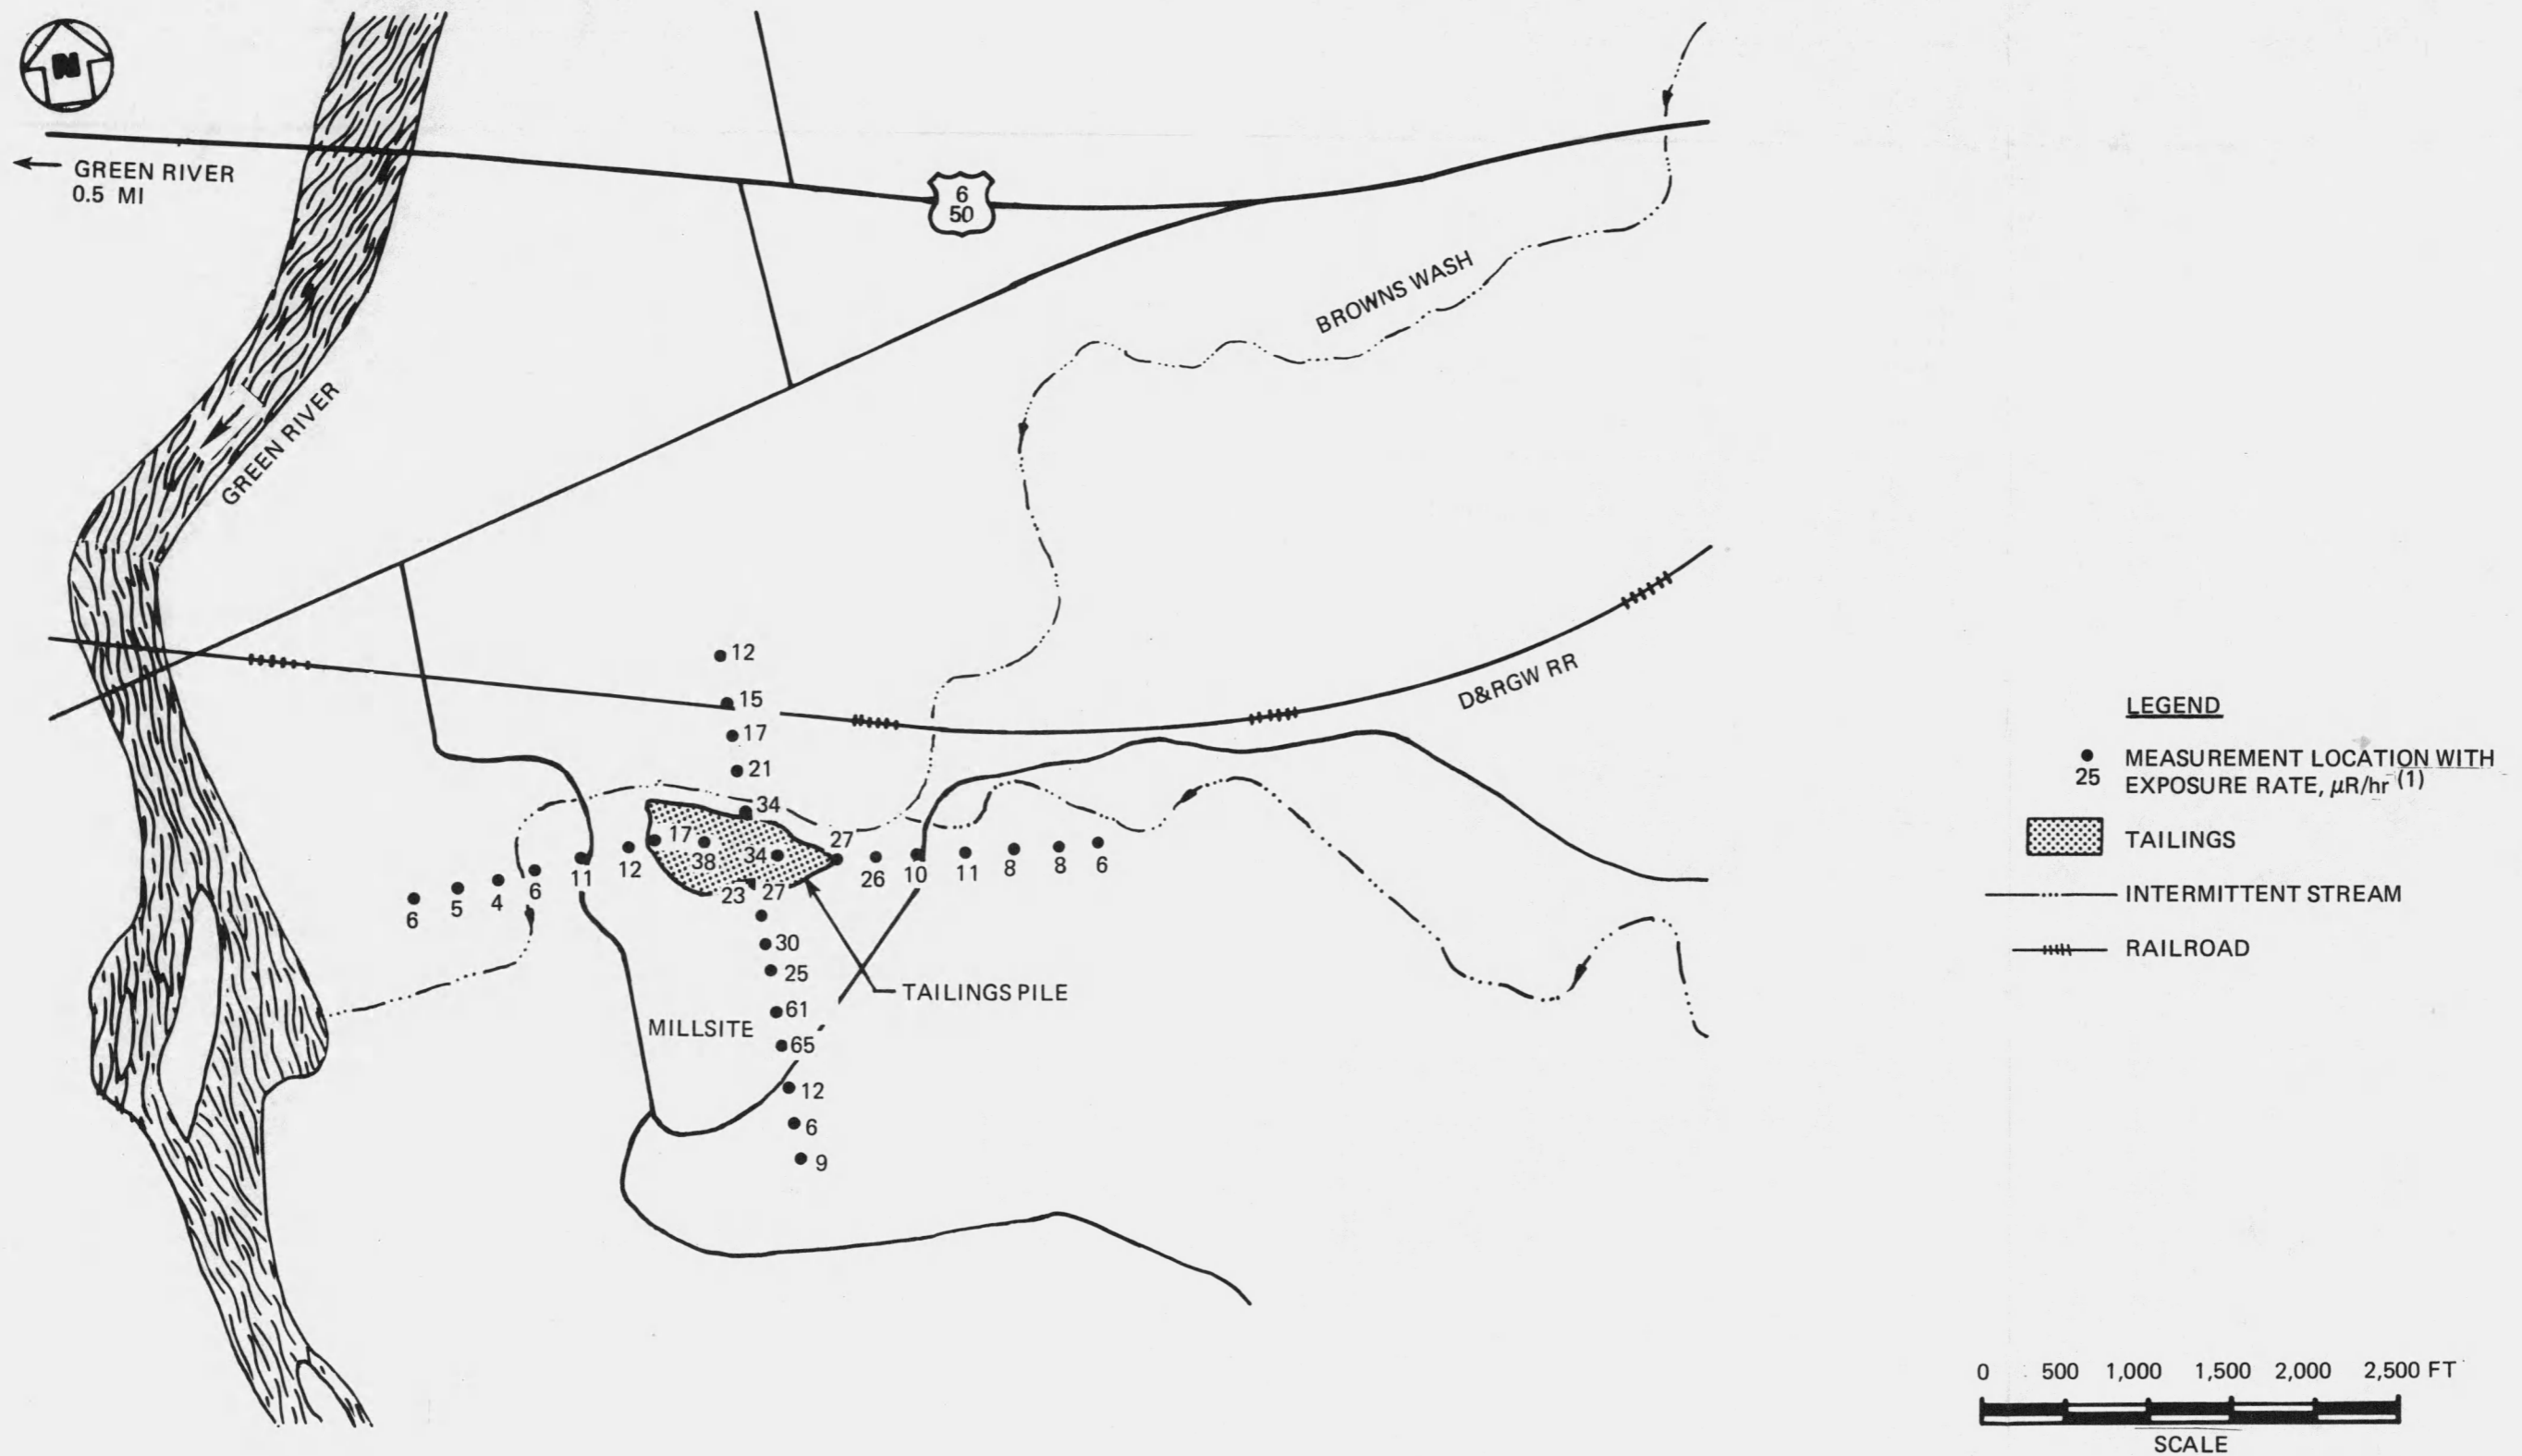 N
GREEN RIVER
0.5 MI
6
50
BROWNS WASH
GREEN RIVER
D&RGW RR
12
15
17
21
34
17
38
34
27
23
27
12
11
6
4
5
6
26
10
11
8
8
6
30
25
61
65
12
6
9
TAILINGS PILE
MILLSITE
LEGEND
25
MEASUREMENT LOCATION WITH
EXPOSURE RATE, μR/hr (1)
TAILINGS
INTERMITTENT STREAM
RAILROAD
0 500 1,000 1,500 2,000 2,500 FT
SCALE